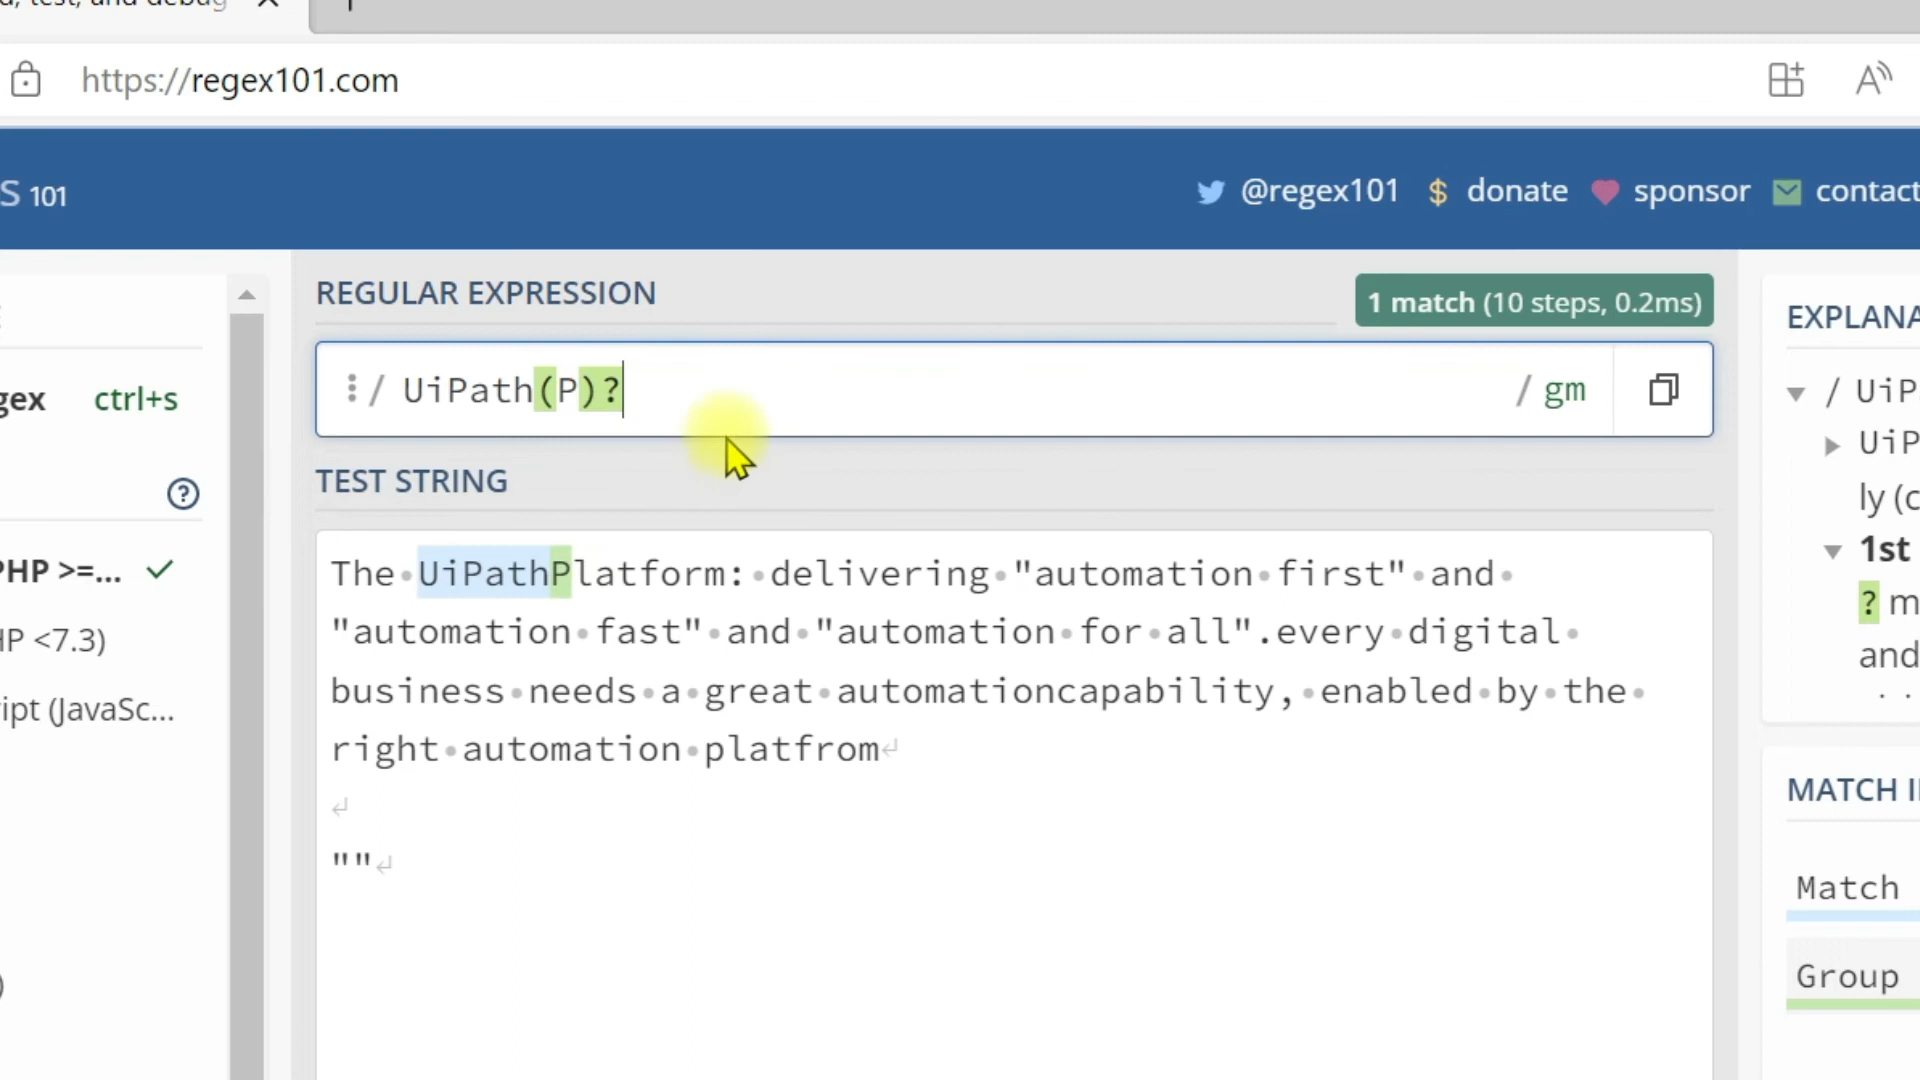 https://regex101.com
101
@regex101
$ donate
sponsor
contact
REGULAR EXPRESSION
1 match (10 steps, 0.2ms)
/ UiPath(P)?
/ gm
TEST STRING
The·UiPathPlatform:·delivering·"automation·first"·and·
"automation·fast"·and·"automation·for·all".every·digital·
business·needs·a·great·automationcapability,·enabled·by·the·
right·automation·platfrom↵
↵
""↵
gex ctrl+s
?
PHP >=...
HP <7.3)
ipt (JavaSc...
EXPLANA
/ UiP
UiP
ly (c
1st
? m
and
MATCH I
Match
Group